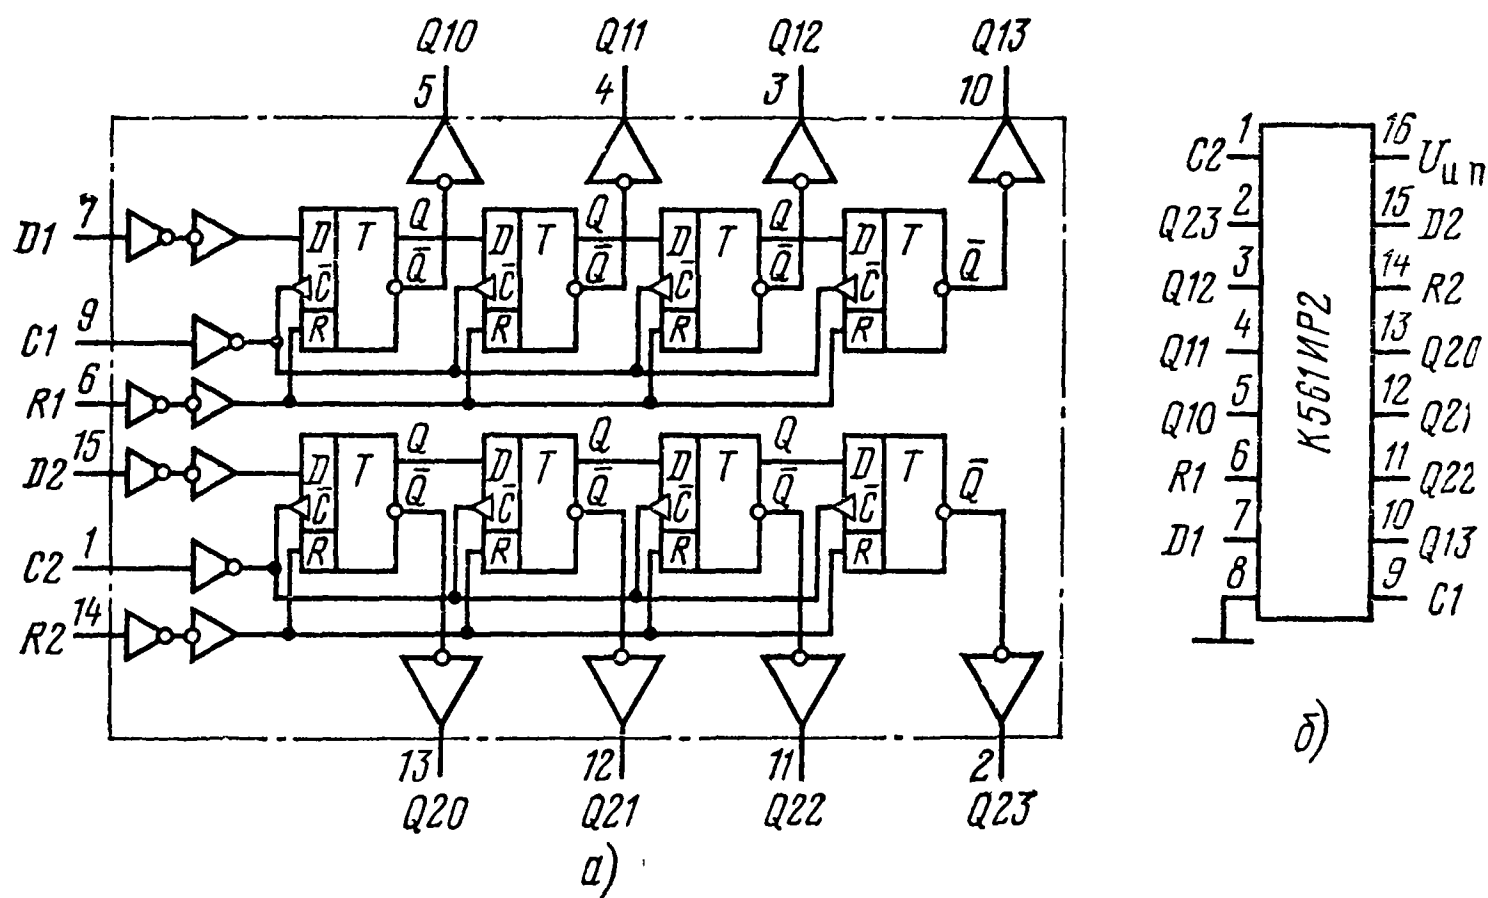 Q10 Q11 Q12 Q13
5 4 3 10
D1 7
D T Q Q̅ C̅ R
D T Q Q̅ C̅ R
D T Q Q̅ C̅ R
D T Q̅ C̅ R
C1 9
R1 6
D2 15
D T Q Q̅ C̅ R
D T Q Q̅ C̅ R
D T Q Q̅ C̅ R
D T Q̅ C̅ R
C2 1
R2 14
13 12 11 2
Q20 Q21 Q22 Q23
а)
К561ИР2
C2 1
Q23 2
Q12 3
Q11 4
Q10 5
R1 6
D1 7
8
16 Uи п
15 D2
14 R2
13 Q20
12 Q21
11 Q22
10 Q13
9 C1
б)